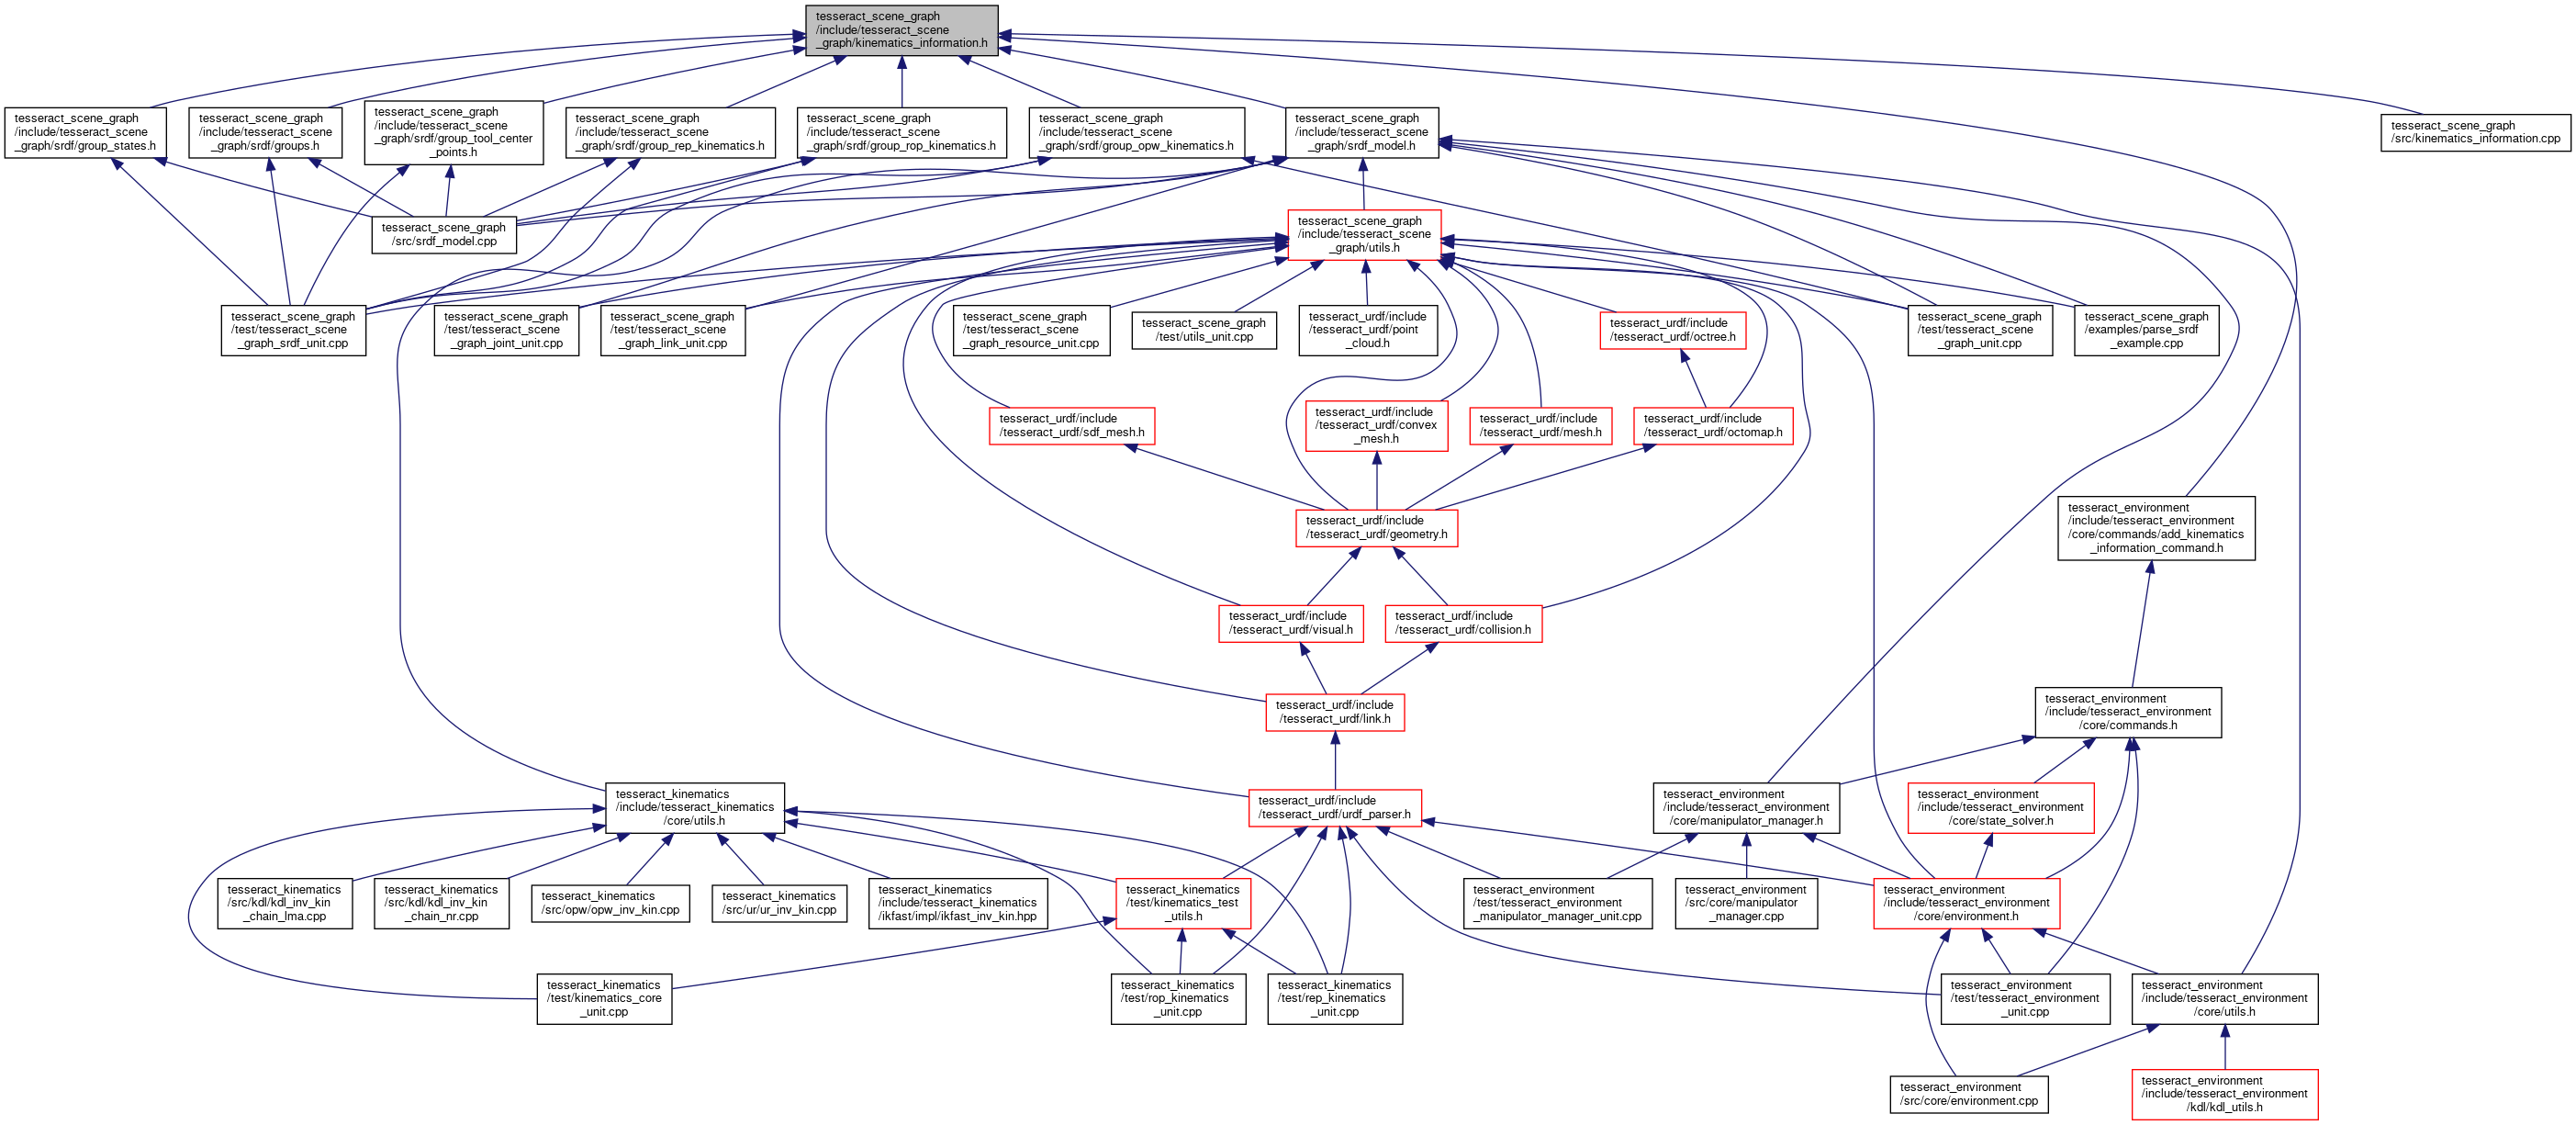 tesseract_scene_graph
/include/tesseract_scene
_graph/kinematics_information.h
tesseract_scene_graph
/include/tesseract_scene
_graph/srdf/group_states.h
tesseract_scene_graph
/include/tesseract_scene
_graph/srdf/groups.h
tesseract_scene_graph
/include/tesseract_scene
_graph/srdf/group_tool_center
_points.h
tesseract_scene_graph
/include/tesseract_scene
_graph/srdf/group_rep_kinematics.h
tesseract_scene_graph
/include/tesseract_scene
_graph/srdf/group_rop_kinematics.h
tesseract_scene_graph
/include/tesseract_scene
_graph/srdf/group_opw_kinematics.h
tesseract_scene_graph
/include/tesseract_scene
_graph/srdf_model.h
tesseract_scene_graph
/src/kinematics_information.cpp
tesseract_scene_graph
/src/srdf_model.cpp
tesseract_scene_graph
/include/tesseract_scene
_graph/utils.h
tesseract_scene_graph
/test/tesseract_scene
_graph_srdf_unit.cpp
tesseract_scene_graph
/test/tesseract_scene
_graph_joint_unit.cpp
tesseract_scene_graph
/test/tesseract_scene
_graph_link_unit.cpp
tesseract_scene_graph
/test/tesseract_scene
_graph_resource_unit.cpp
tesseract_scene_graph
/test/utils_unit.cpp
tesseract_urdf/include
/tesseract_urdf/point
_cloud.h
tesseract_urdf/include
/tesseract_urdf/octree.h
tesseract_scene_graph
/test/tesseract_scene
_graph_unit.cpp
tesseract_scene_graph
/examples/parse_srdf
_example.cpp
tesseract_urdf/include
/tesseract_urdf/sdf_mesh.h
tesseract_urdf/include
/tesseract_urdf/convex
_mesh.h
tesseract_urdf/include
/tesseract_urdf/mesh.h
tesseract_urdf/include
/tesseract_urdf/octomap.h
tesseract_urdf/include
/tesseract_urdf/geometry.h
tesseract_environment
/include/tesseract_environment
/core/commands/add_kinematics
_information_command.h
tesseract_urdf/include
/tesseract_urdf/visual.h
tesseract_urdf/include
/tesseract_urdf/collision.h
tesseract_urdf/include
/tesseract_urdf/link.h
tesseract_environment
/include/tesseract_environment
/core/commands.h
tesseract_kinematics
/include/tesseract_kinematics
/core/utils.h
tesseract_urdf/include
/tesseract_urdf/urdf_parser.h
tesseract_environment
/include/tesseract_environment
/core/manipulator_manager.h
tesseract_environment
/include/tesseract_environment
/core/state_solver.h
tesseract_kinematics
/src/kdl/kdl_inv_kin
_chain_lma.cpp
tesseract_kinematics
/src/kdl/kdl_inv_kin
_chain_nr.cpp
tesseract_kinematics
/src/opw/opw_inv_kin.cpp
tesseract_kinematics
/src/ur/ur_inv_kin.cpp
tesseract_kinematics
/include/tesseract_kinematics
/ikfast/impl/ikfast_inv_kin.hpp
tesseract_kinematics
/test/kinematics_test
_utils.h
tesseract_environment
/test/tesseract_environment
_manipulator_manager_unit.cpp
tesseract_environment
/src/core/manipulator
_manager.cpp
tesseract_environment
/include/tesseract_environment
/core/environment.h
tesseract_kinematics
/test/kinematics_core
_unit.cpp
tesseract_kinematics
/test/rop_kinematics
_unit.cpp
tesseract_kinematics
/test/rep_kinematics
_unit.cpp
tesseract_environment
/test/tesseract_environment
_unit.cpp
tesseract_environment
/include/tesseract_environment
/core/utils.h
tesseract_environment
/src/core/environment.cpp
tesseract_environment
/include/tesseract_environment
/kdl/kdl_utils.h